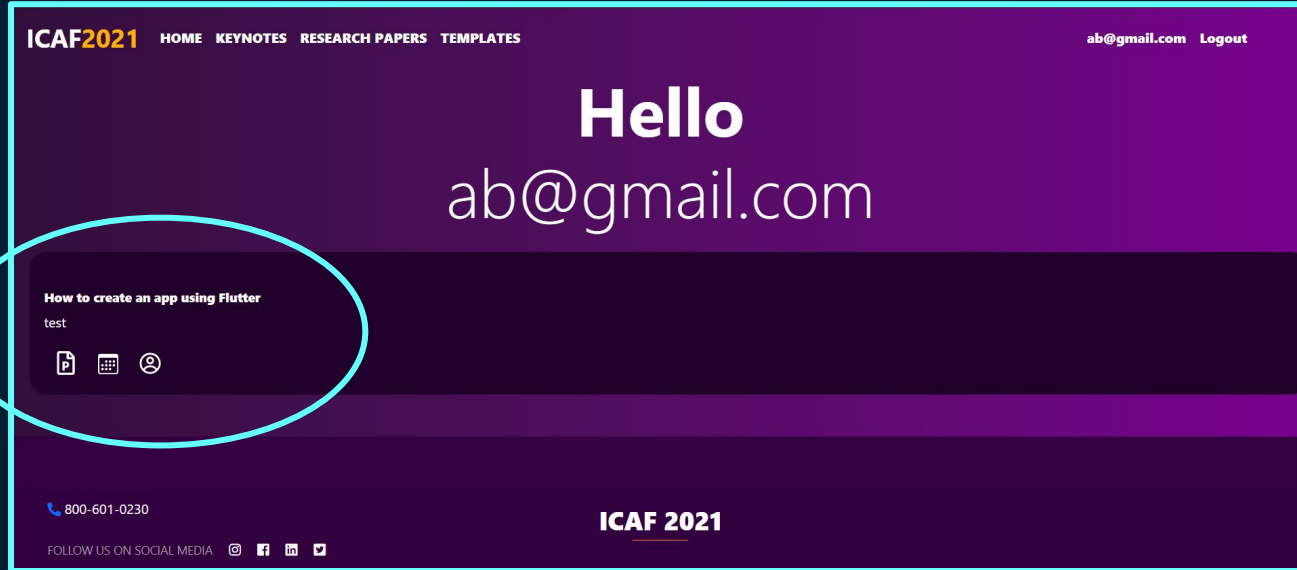 ICAF2021 HOME KEYNOTES RESEARCH PAPERS TEMPLATES ab@gmail.com Logout
Hello
ab@gmail.com
How to create an app using Flutter
test
P
800-601-0230
ICAF 2021
FOLLOW US ON SOCIAL MEDIA